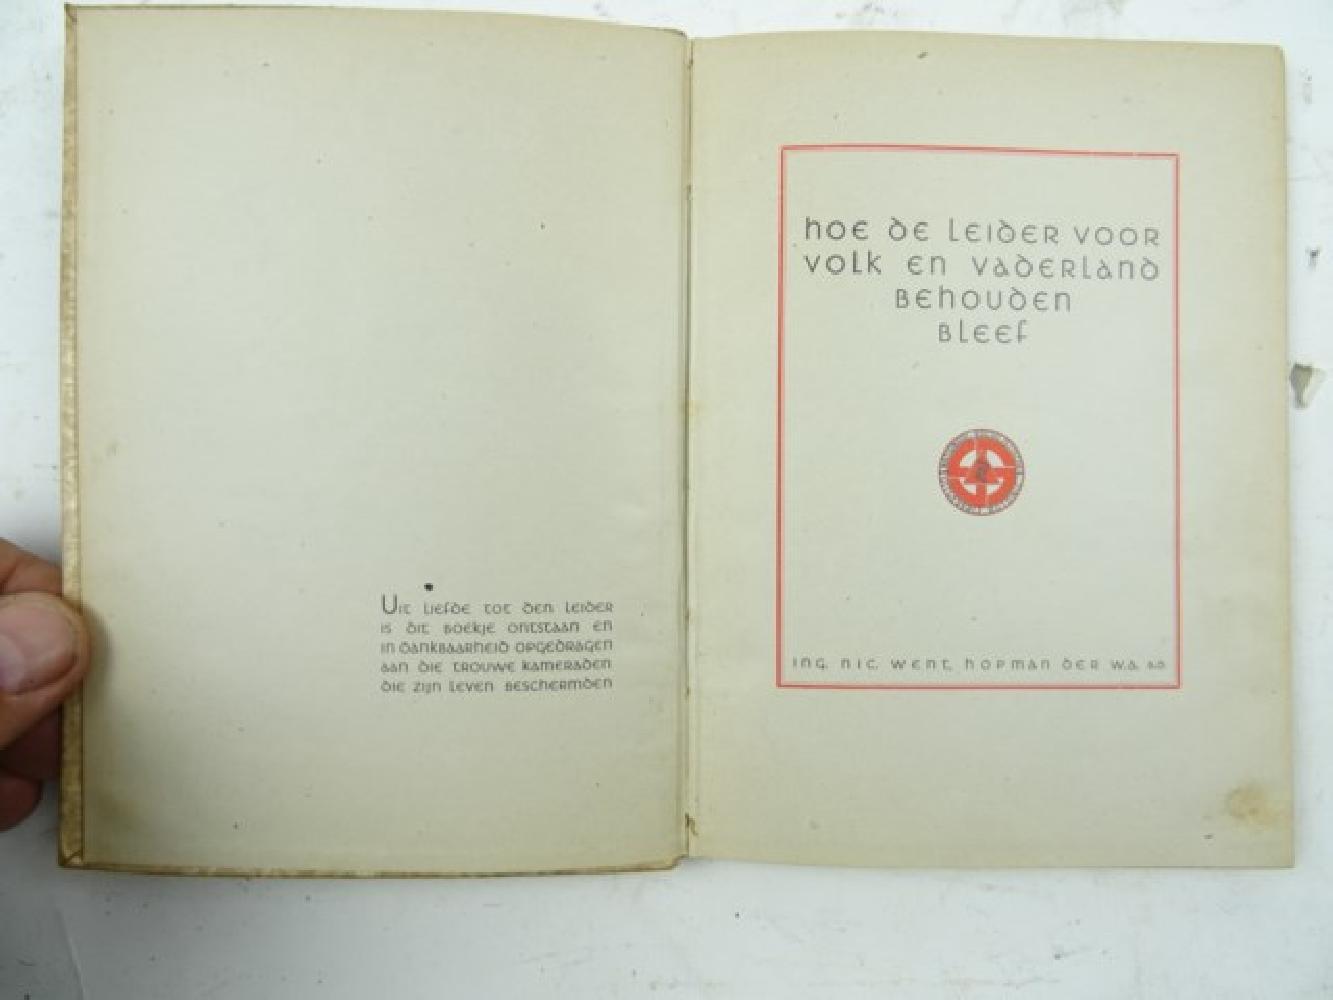 Uit liefde tot den leider
is dit boekje ontstaan en
in dankbaarheid opgedragen
aan die trouwe kameraden
die zijn leven beschermden
hoe de leider voor
volk en vaderland
behouden
bleef
ing. nic. went, hopman der w.a. b.d.